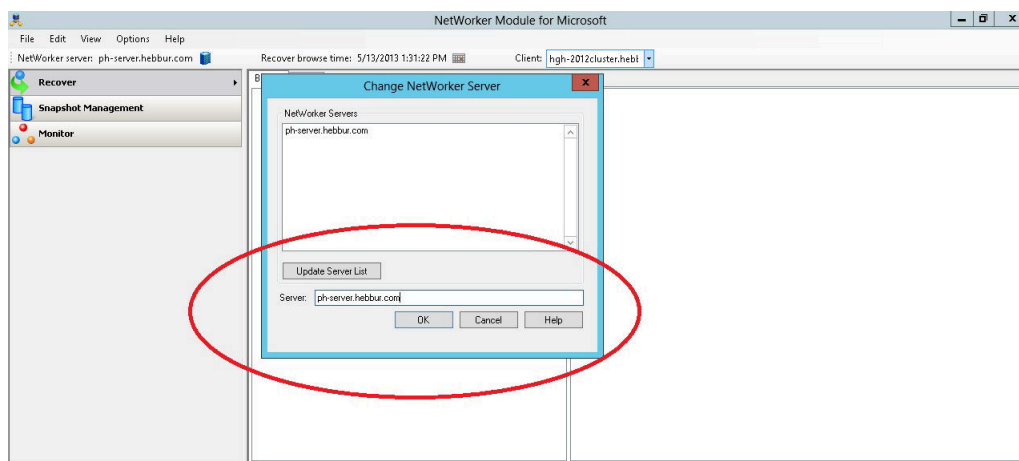 NetWorker Module for Microsoft
File Edit View Options Help
NetWorker server: ph-server.hebbur.com Recover browse time: 5/13/2013 1:31:22 PM Client: hgh-2012cluster.hebl
Recover
Snapshot Management
Monitor
Change NetWorker Server
NetWorker Servers
ph-server.hebbur.com
Update Server List
Server: ph-server.hebbur.com
OK Cancel Help